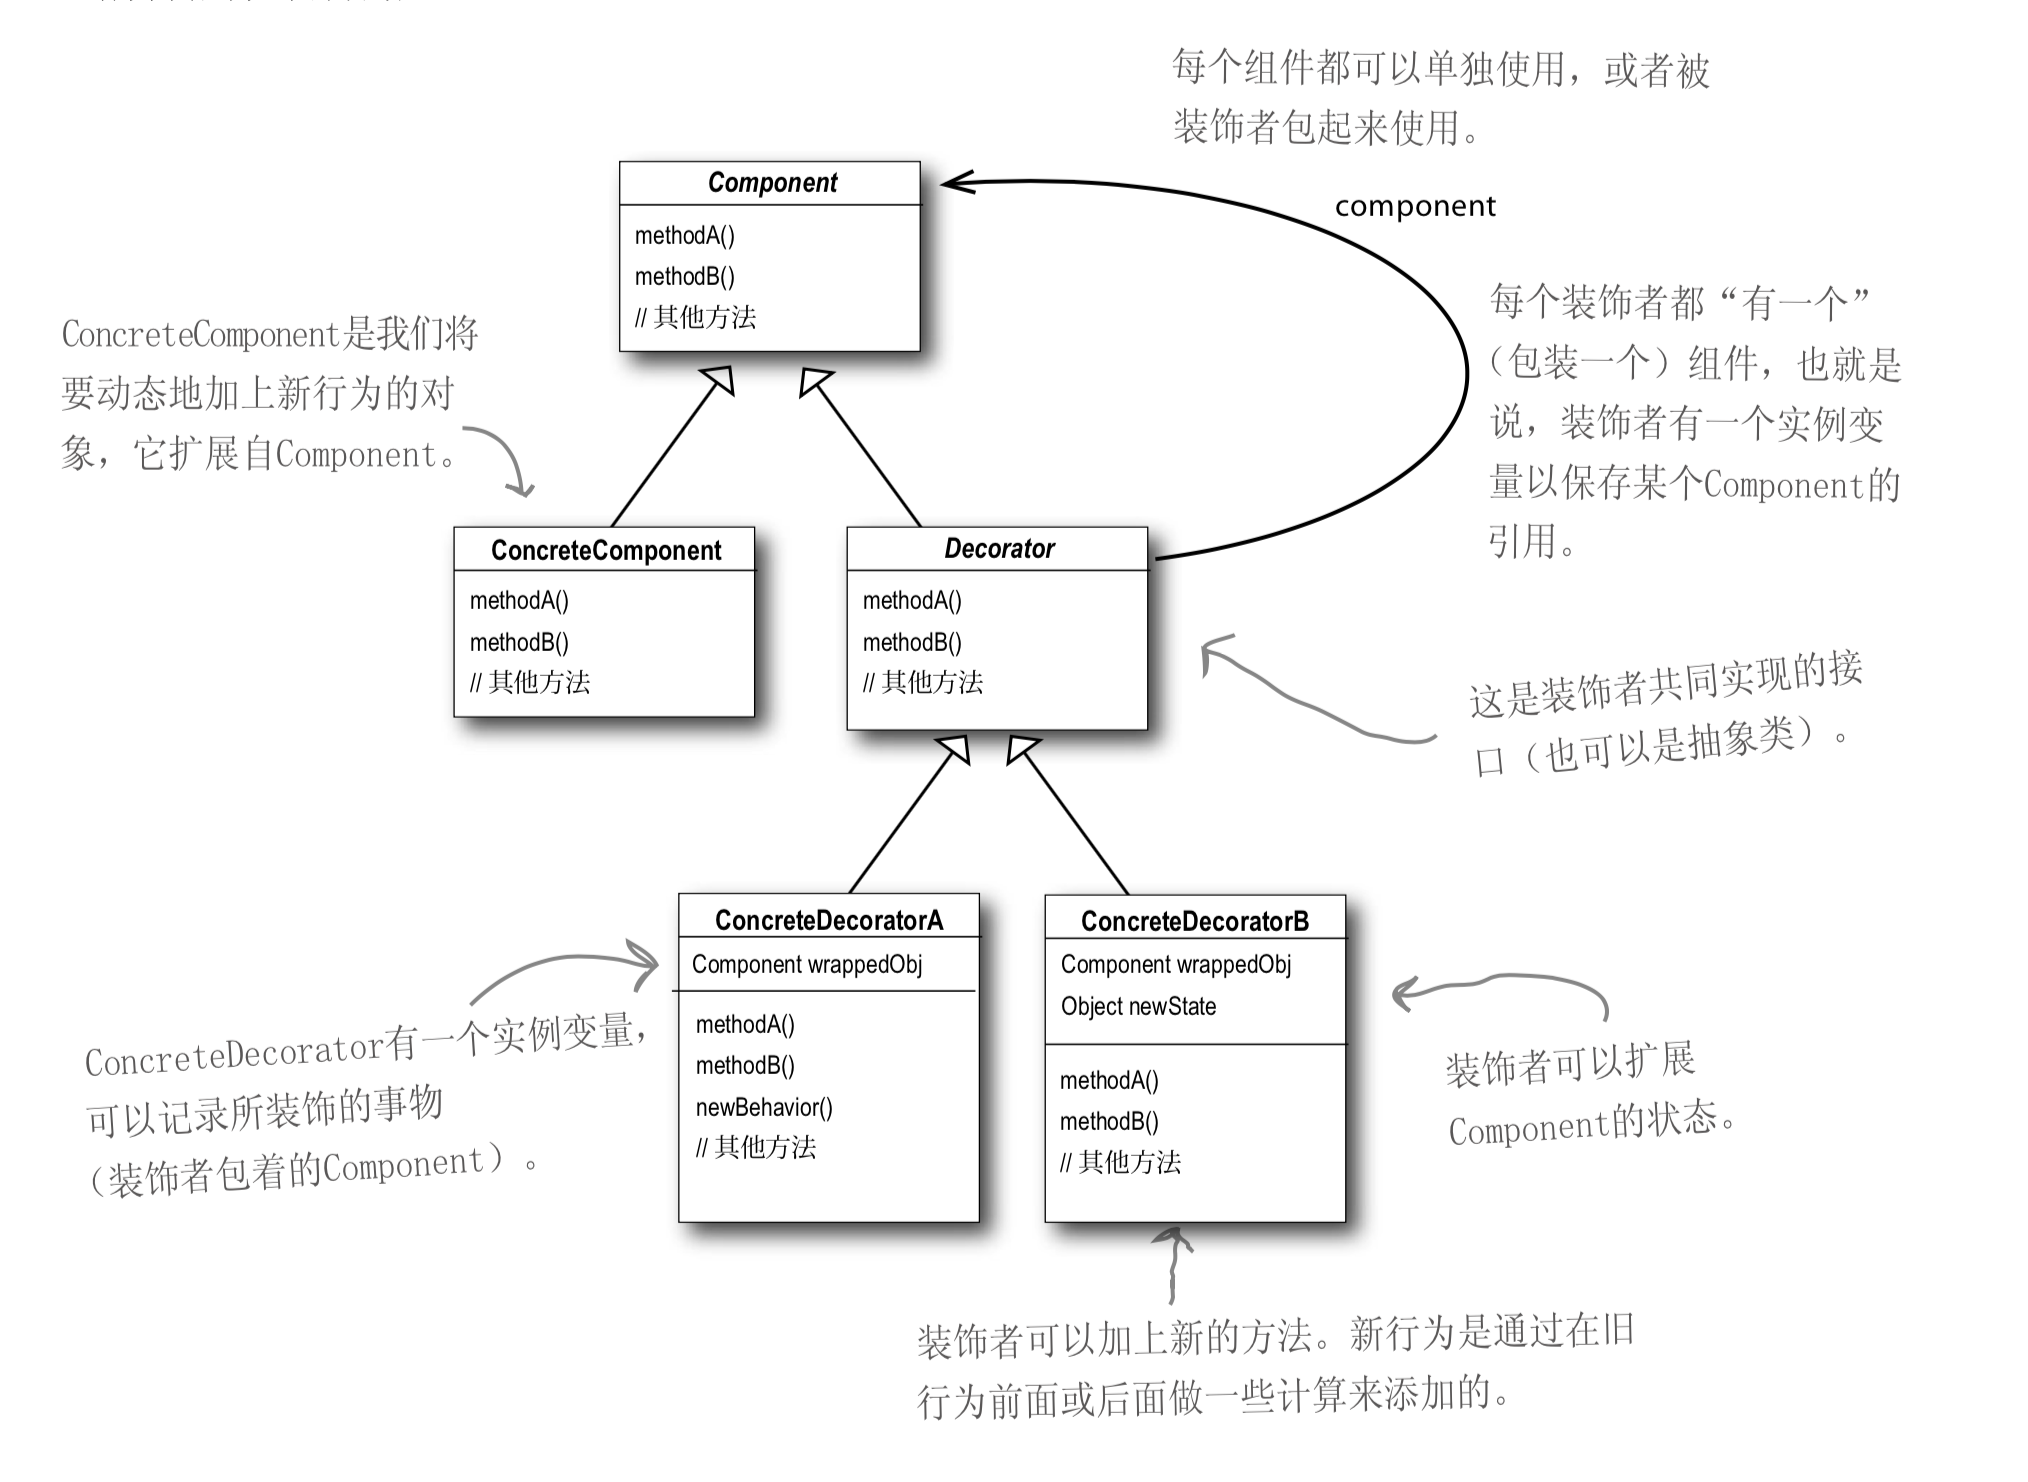 每个组件都可以单独使用，或者被
装饰者包起来使用。
Component
methodA()
methodB()
// 其他方法
component
ConcreteComponent是我们将
要动态地加上新行为的对
象，它扩展自Component。
每个装饰者都“有一个”
（包装一个）组件，也就是
说，装饰者有一个实例变
量以保存某个Component的
引用。
ConcreteComponent
methodA()
methodB()
// 其他方法
Decorator
methodA()
methodB()
// 其他方法
这是装饰者共同实现的接
口（也可以是抽象类）。
ConcreteDecoratorA
Component wrappedObj
methodA()
methodB()
newBehavior()
// 其他方法
ConcreteDecoratorB
Component wrappedObj
Object newState
methodA()
methodB()
// 其他方法
ConcreteDecorator有一个实例变量，
可以记录所装饰的事物
（装饰者包着的Component）。
装饰者可以扩展
Component的状态。
装饰者可以加上新的方法。新行为是通过在旧
行为前面或后面做一些计算来添加的。